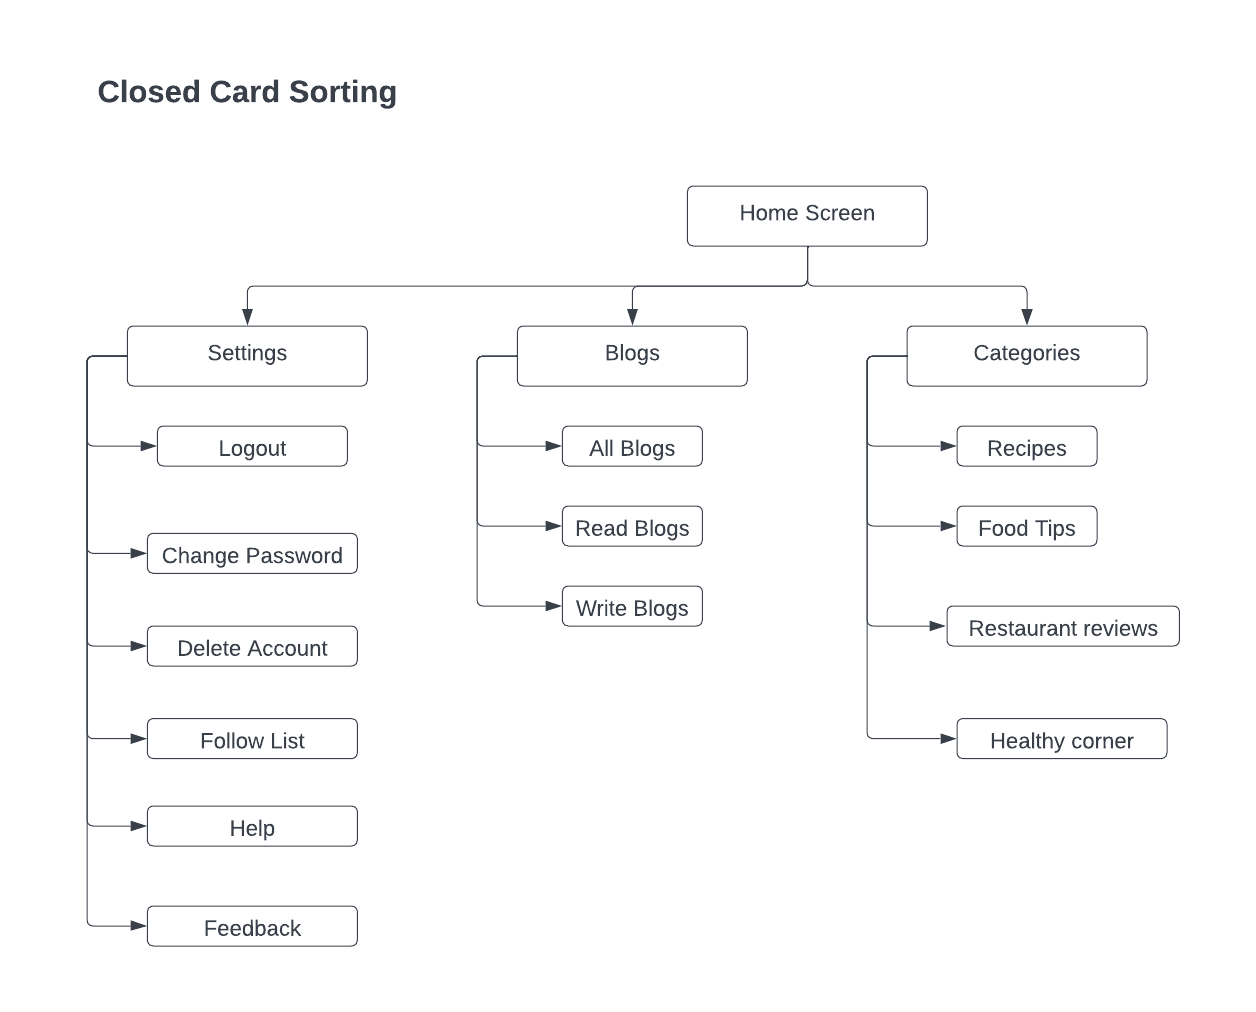 Closed Card Sorting
Home Screen
Settings
Blogs
Categories
Logout
All Blogs
Recipes
Read Blogs
Food Tips
Change Password
Write Blogs
Restaurant reviews
Delete Account
Follow List
Healthy corner
Help
Feedback